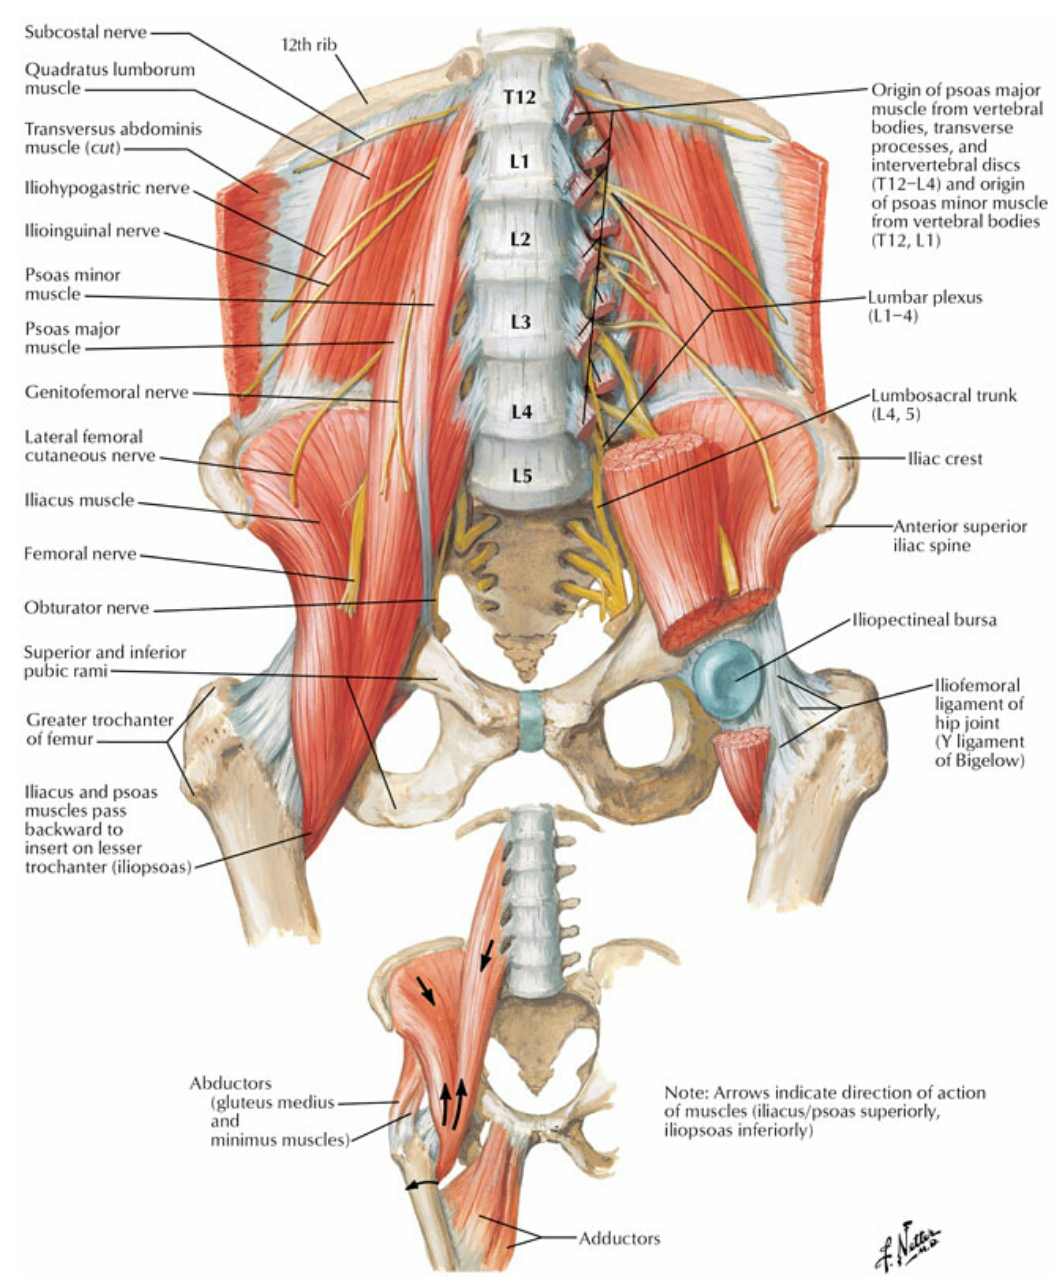 Subcostal nerve
12th rib
Quadratus lumborum
muscle
Transversus abdominis
muscle (cut)
Iliohypogastric nerve
Ilioinguinal nerve
Psoas minor
muscle
Psoas major
muscle
Genitofemoral nerve
Lateral femoral
cutaneous nerve
Iliacus muscle
Femoral nerve
Obturator nerve
Superior and inferior
pubic rami
Greater trochanter
of femur
Iliacus and psoas
muscles pass
backward to
insert on lesser
trochanter (iliopsoas)
T12
L1
L2
L3
L4
L5
Origin of psoas major
muscle from vertebral
bodies, transverse
processes, and
intervertebral discs
(T12–L4) and origin
of psoas minor muscle
from vertebral bodies
(T12, L1)
Lumbar plexus
(L1–4)
Lumbosacral trunk
(L4, 5)
Iliac crest
Anterior superior
iliac spine
Iliopectineal bursa
Iliofemoral
ligament of
hip joint
(Y ligament
of Bigelow)
Abductors
(gluteus medius
and
minimus muscles)
Note: Arrows indicate direction of action
of muscles (iliacus/psoas superiorly,
iliopsoas inferiorly)
Adductors
F. Netter
M.D.